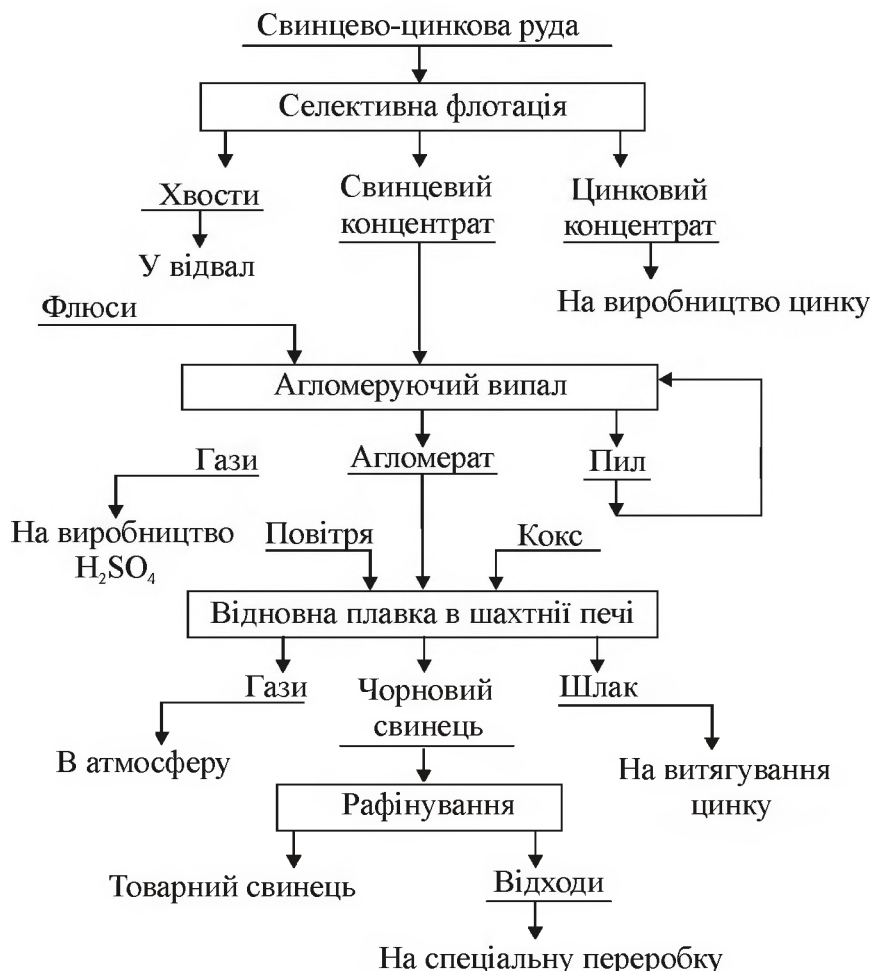 Свинцево-цинкова руда
Селективна флотація
Хвости
У відвал
Свинцевий
концентрат
Цинковий
концентрат
На виробництво цинку
Флюси
Агломеруючий випал
Гази
На виробництво
H₂SO₄
Агломерат
Пил
Повітря
Кокс
Відновна плавка в шахтнії печі
Гази
В атмосферу
Чорновий
свинець
Шлак
На витягування
цинку
Рафінування
Товарний свинець
Відходи
На спеціальну переробку